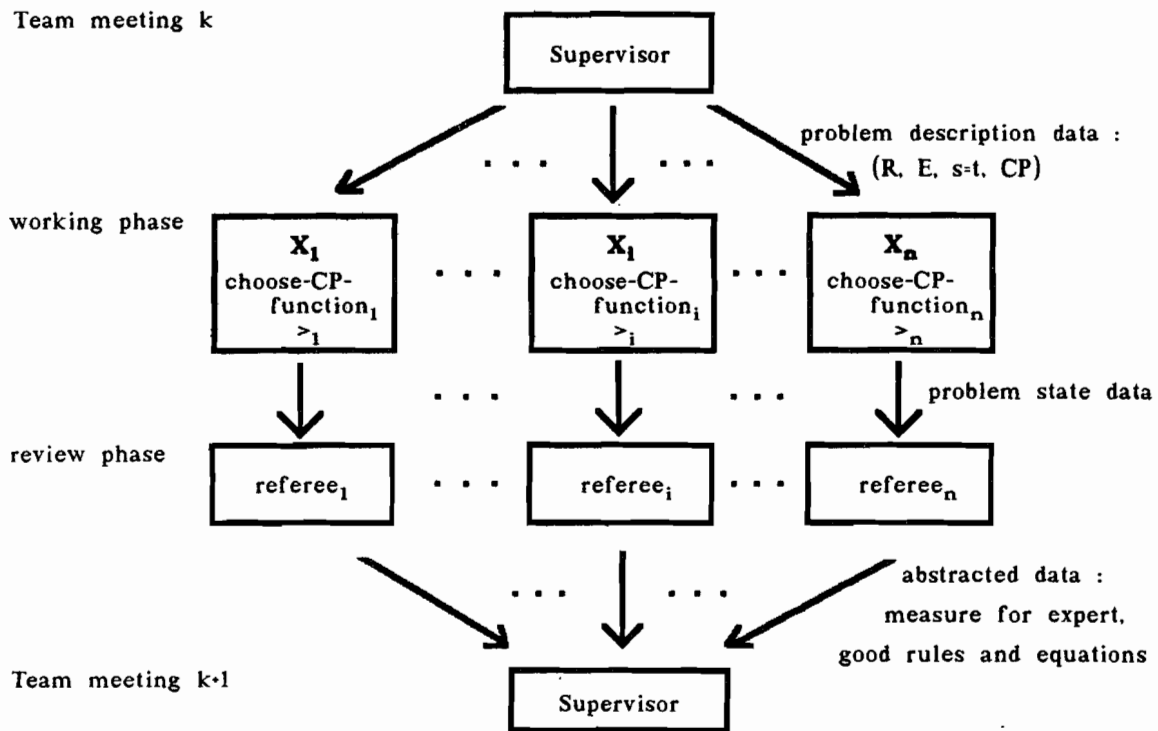 Team meeting k
Supervisor
problem description data :
(R, E, s=t, CP)
working phase
X₁ X₁ Xₙ
choose-CP- choose-CP- choose-CP-
function₁ functionᵢ functionₙ
>₁ >ᵢ >ₙ
problem state data
review phase
referee₁ refereeᵢ refereeₙ
abstracted data :
measure for expert,
good rules and equations
Team meeting k+1
Supervisor